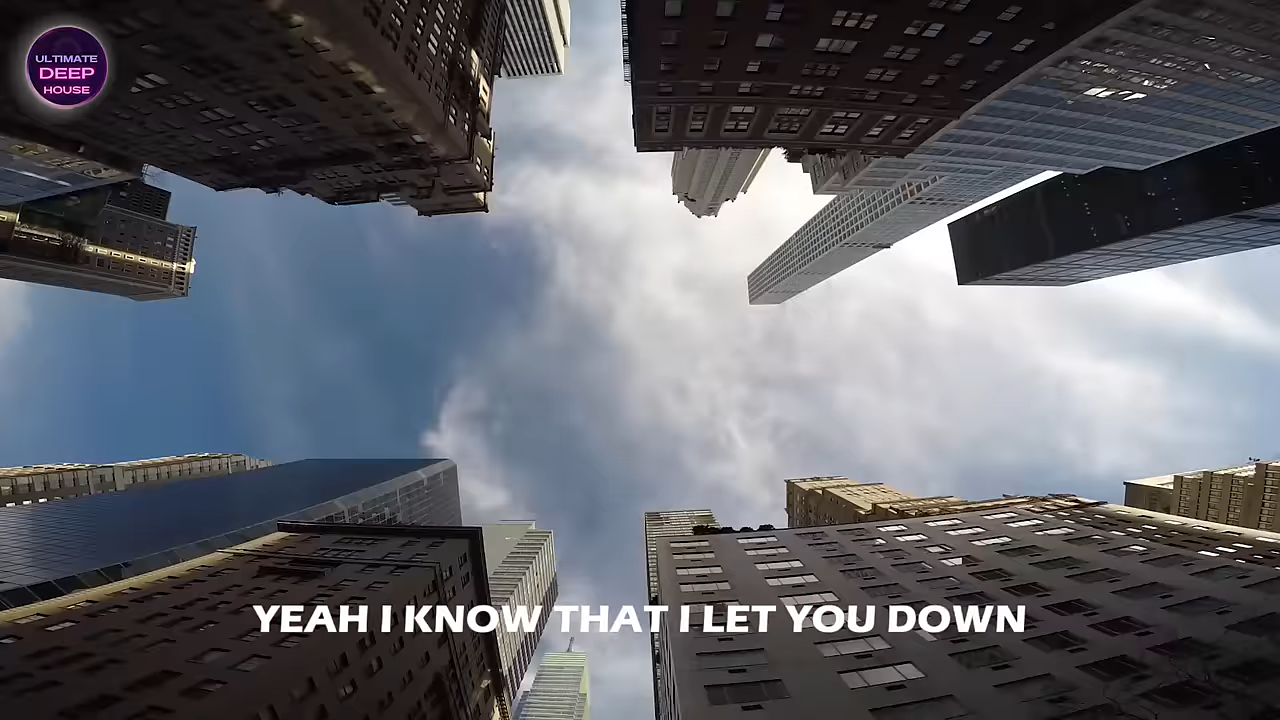 ULTIMATE
DEEP
HOUSE
YEAH I KNOW THAT I LET YOU DOWN